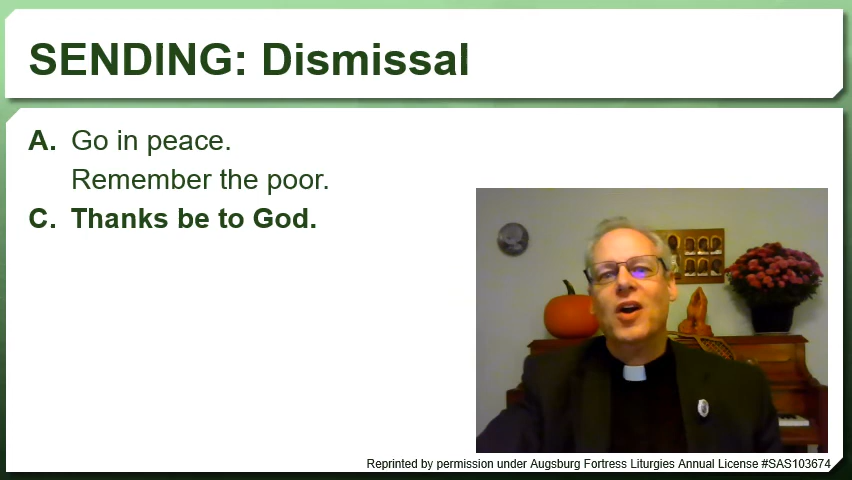 SENDING: Dismissal
A. Go in peace.
Remember the poor.
C. Thanks be to God.
Reprinted by permission under Augsburg Fortress Liturgies Annual License #SAS103674